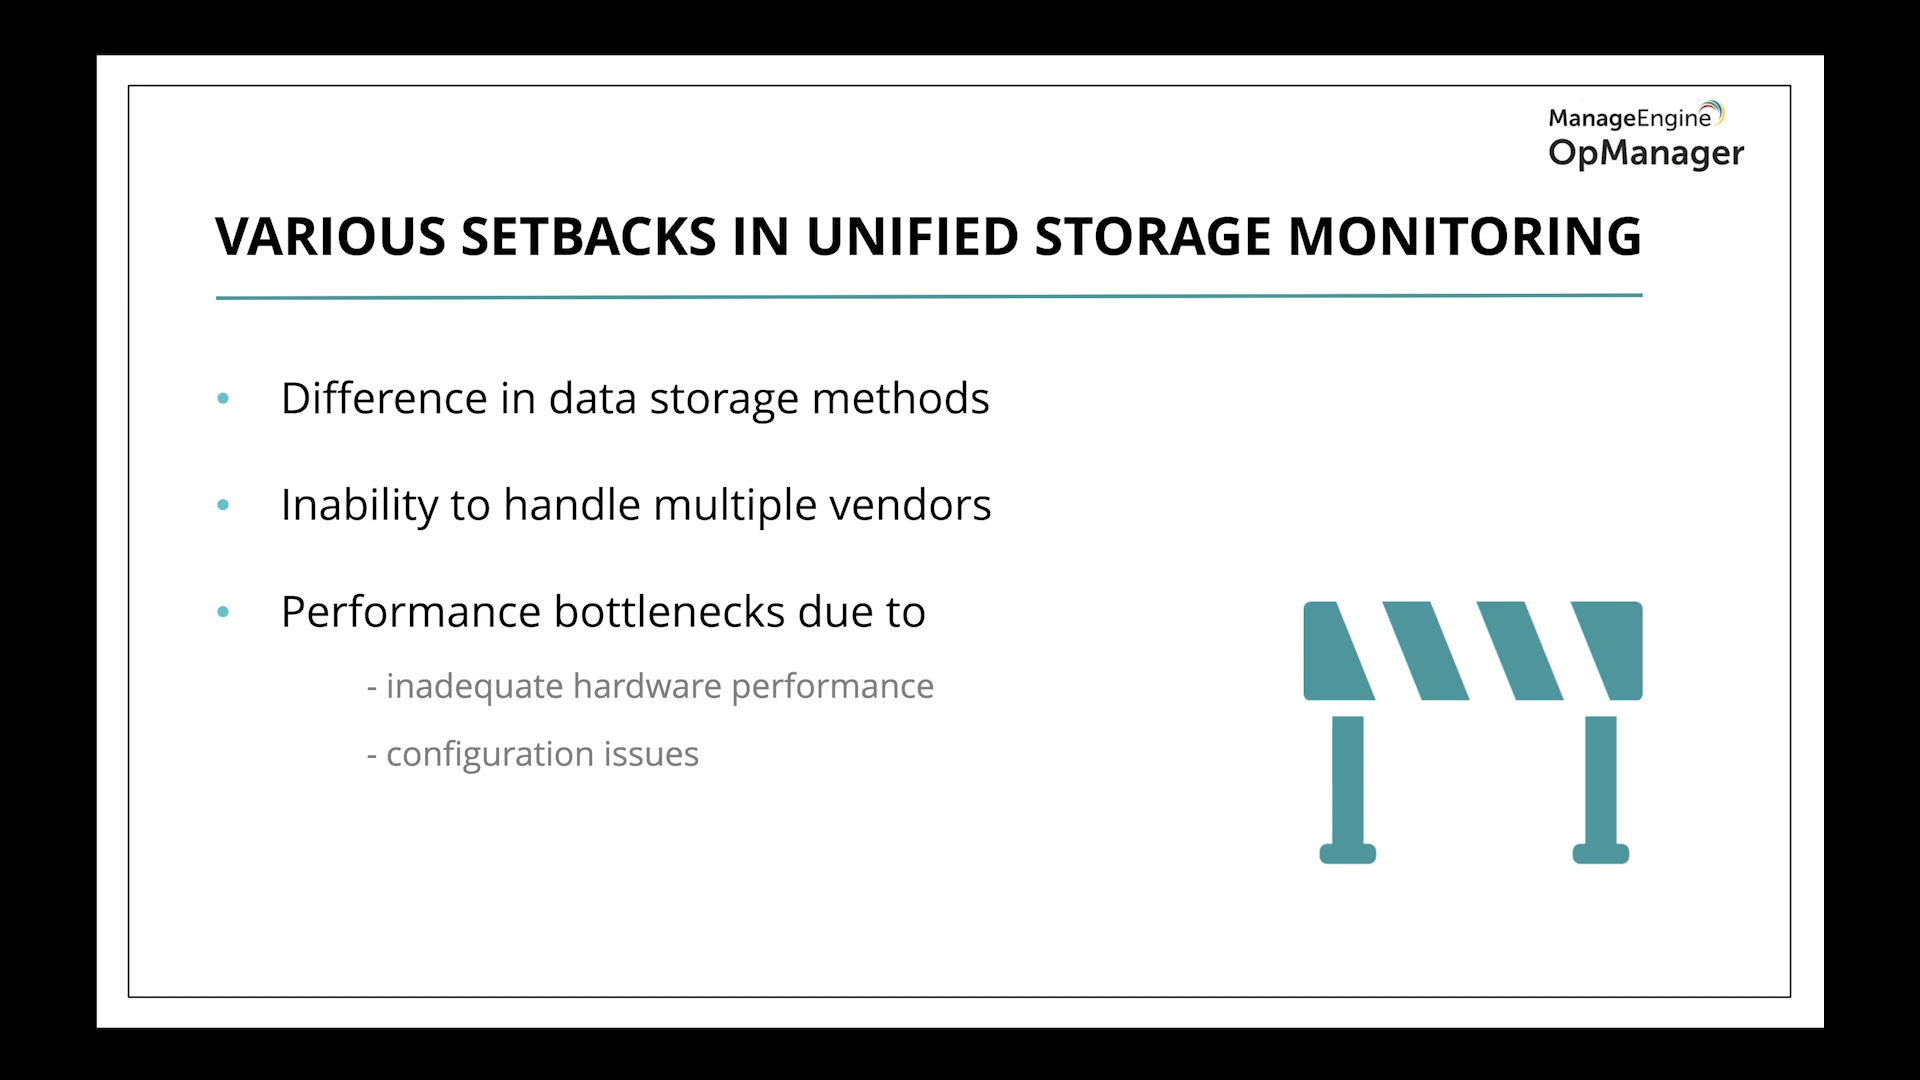 ManageEngine
OpManager
VARIOUS SETBACKS IN UNIFIED STORAGE MONITORING
• Difference in data storage methods
• Inability to handle multiple vendors
• Performance bottlenecks due to
- inadequate hardware performance
- configuration issues